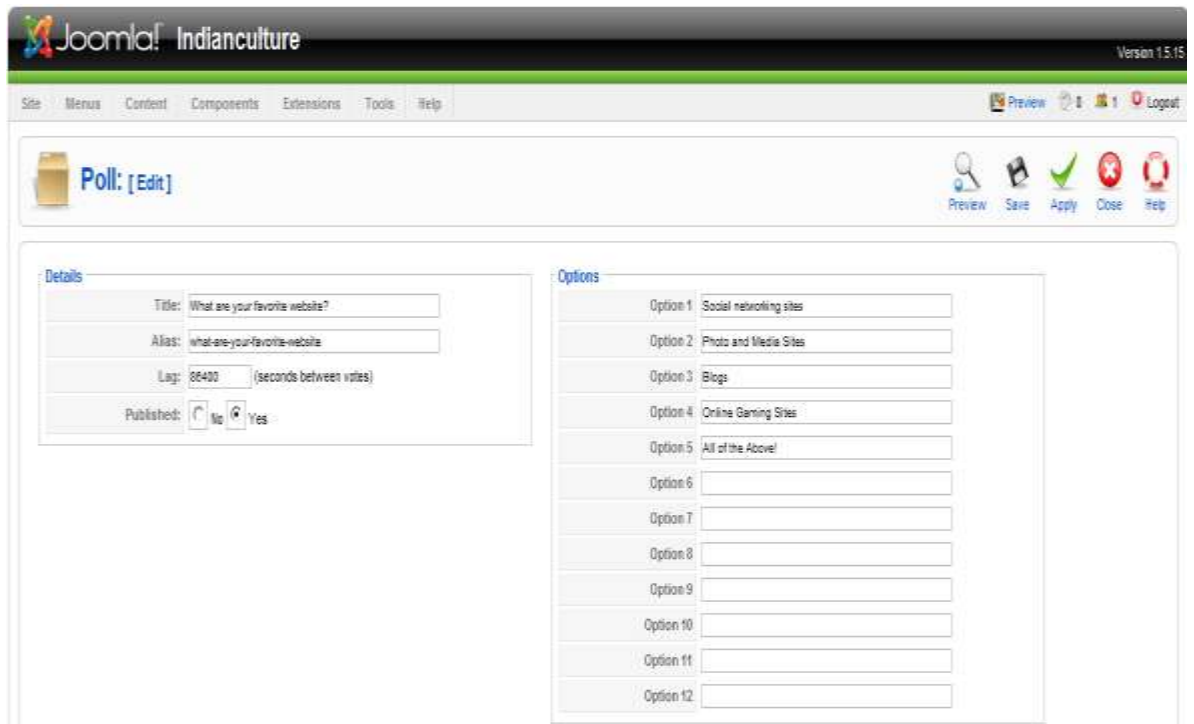 Joomla! Indianculture
Version 1.5.15
Site Menus Content Components Extensions Tools Help
Preview 0 1 Logout
Poll: [ Edit ]
Preview Save Apply Close Help
Details
Title: What are your favorite website?
Alias: what-are-your-favorite-website
Lag: 86400 (seconds between votes)
Published: No Yes
Options
Option 1 Social networking sites
Option 2 Photo and Media Sites
Option 3 Blogs
Option 4 Online Gaming Sites
Option 5 All of the Above!
Option 6
Option 7
Option 8
Option 9
Option 10
Option 11
Option 12